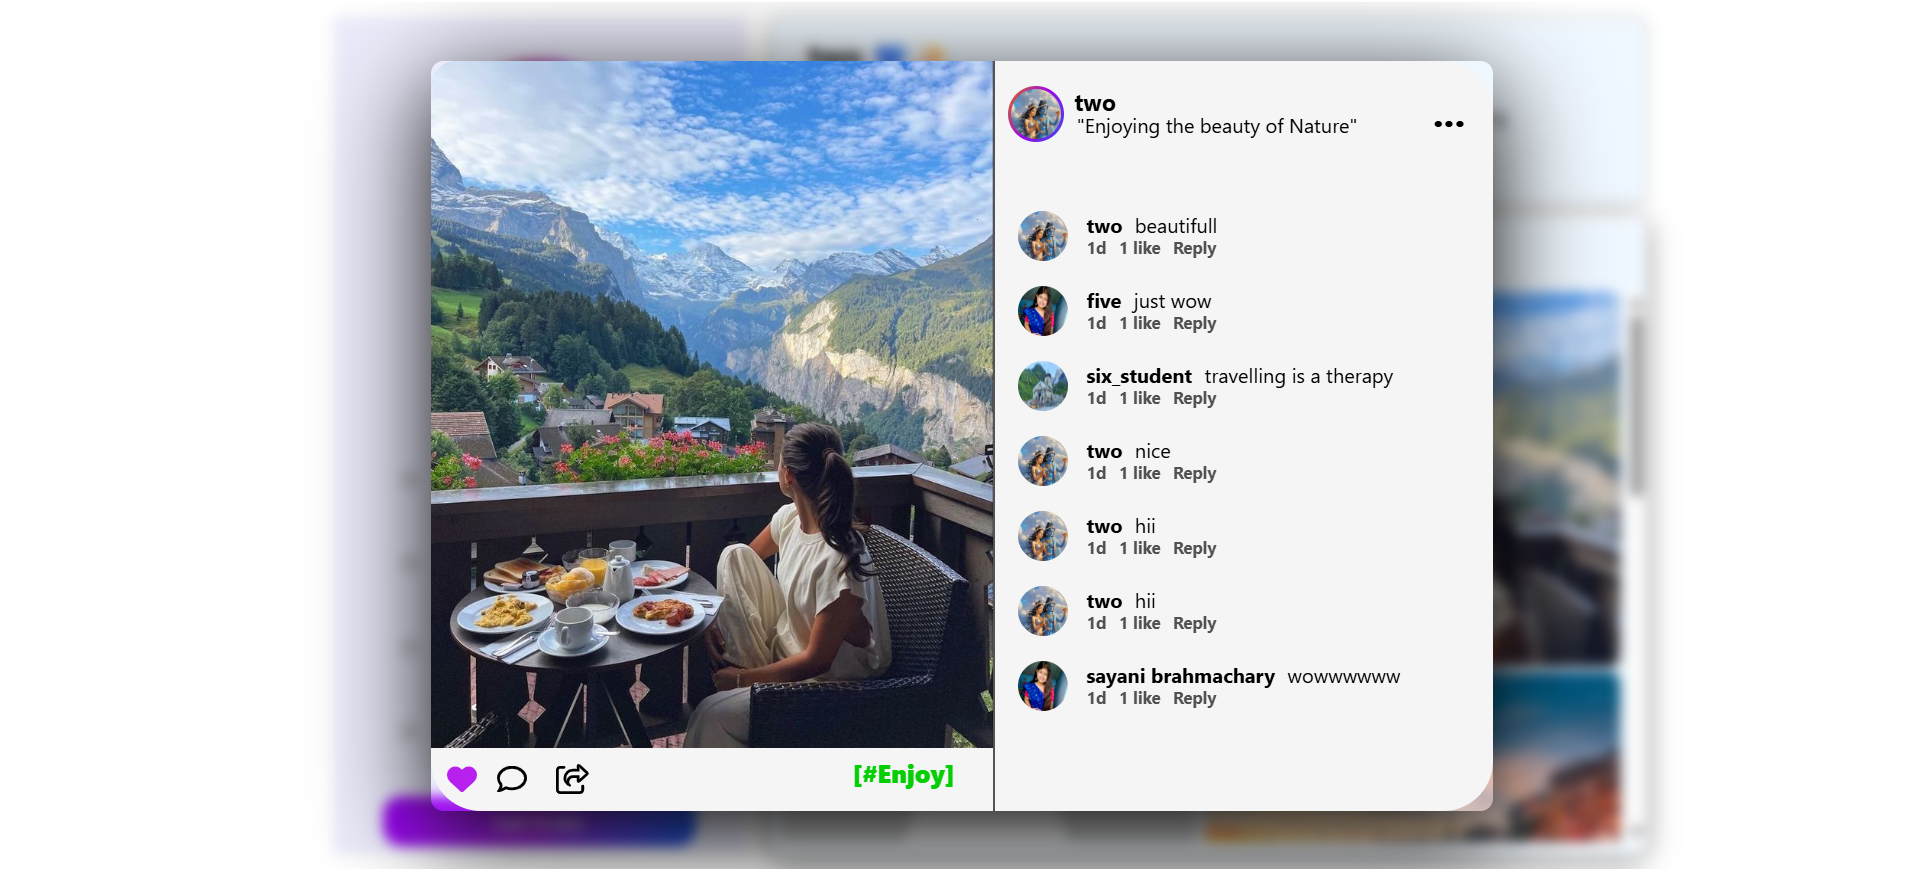 two
"Enjoying the beauty of Nature"
two beautifull
1d 1 like Reply
five just wow
1d 1 like Reply
six_student travelling is a therapy
1d 1 like Reply
two nice
1d 1 like Reply
two hii
1d 1 like Reply
two hii
1d 1 like Reply
sayani brahmachary wowwwwww
1d 1 like Reply
[#Enjoy]